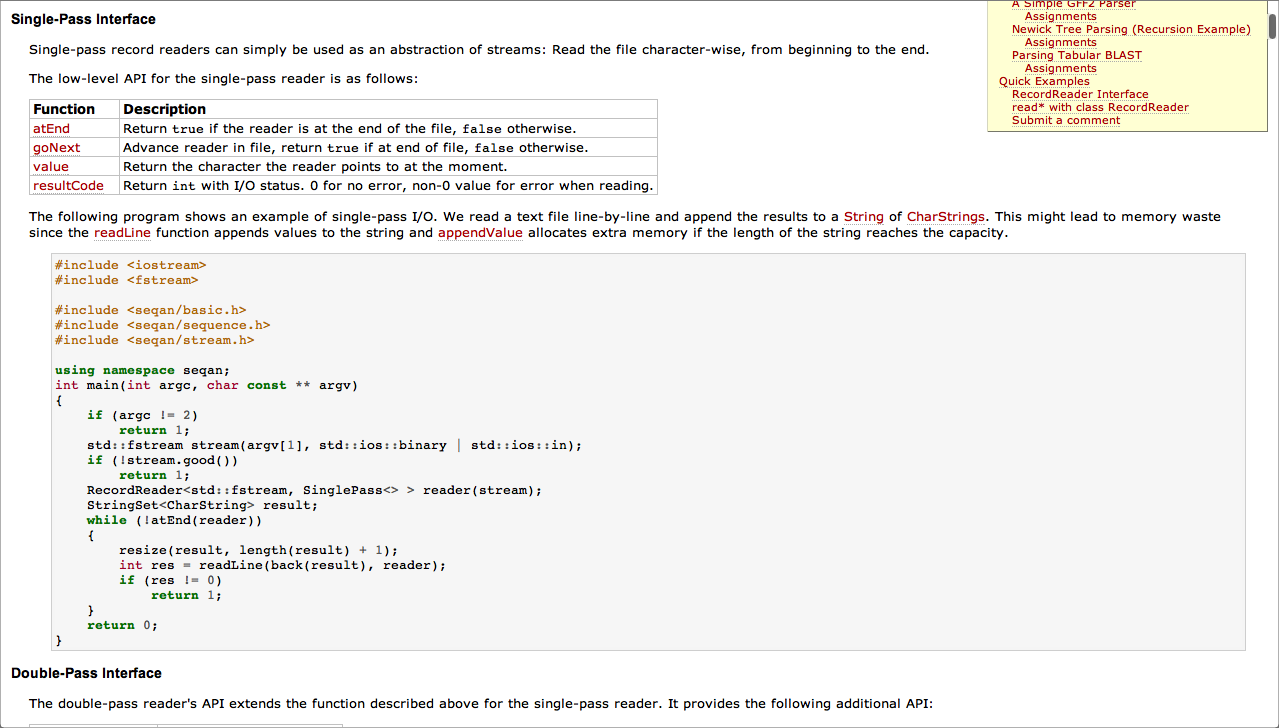 Single-Pass Interface
Single-pass record readers can simply be used as an abstraction of streams: Read the file character-wise, from beginning to the end.
The low-level API for the single-pass reader is as follows:
Function Description
atEnd Return true if the reader is at the end of the file, false otherwise.
goNext Advance reader in file, return true if at end of file, false otherwise.
value Return the character the reader points to at the moment.
resultCode Return int with I/O status. 0 for no error, non-0 value for error when reading.
A Simple GFF2 Parser
Assignments
Newick Tree Parsing (Recursion Example)
Assignments
Parsing Tabular BLAST
Assignments
Quick Examples
RecordReader Interface
read* with class RecordReader
Submit a comment
The following program shows an example of single-pass I/O. We read a text file line-by-line and append the results to a String of CharStrings. This might lead to memory waste
since the readLine function appends values to the string and appendValue allocates extra memory if the length of the string reaches the capacity.
#include <iostream>
#include <fstream>
#include <seqan/basic.h>
#include <seqan/sequence.h>
#include <seqan/stream.h>
using namespace seqan;
int main(int argc, char const ** argv)
{
    if (argc != 2)
        return 1;
    std::fstream stream(argv[1], std::ios::binary | std::ios::in);
    if (!stream.good())
        return 1;
    RecordReader<std::fstream, SinglePass<> > reader(stream);
    StringSet<CharString> result;
    while (!atEnd(reader))
    {
        resize(result, length(result) + 1);
        int res = readLine(back(result), reader);
        if (res != 0)
            return 1;
    }
    return 0;
}
Double-Pass Interface
The double-pass reader's API extends the function described above for the single-pass reader. It provides the following additional API: